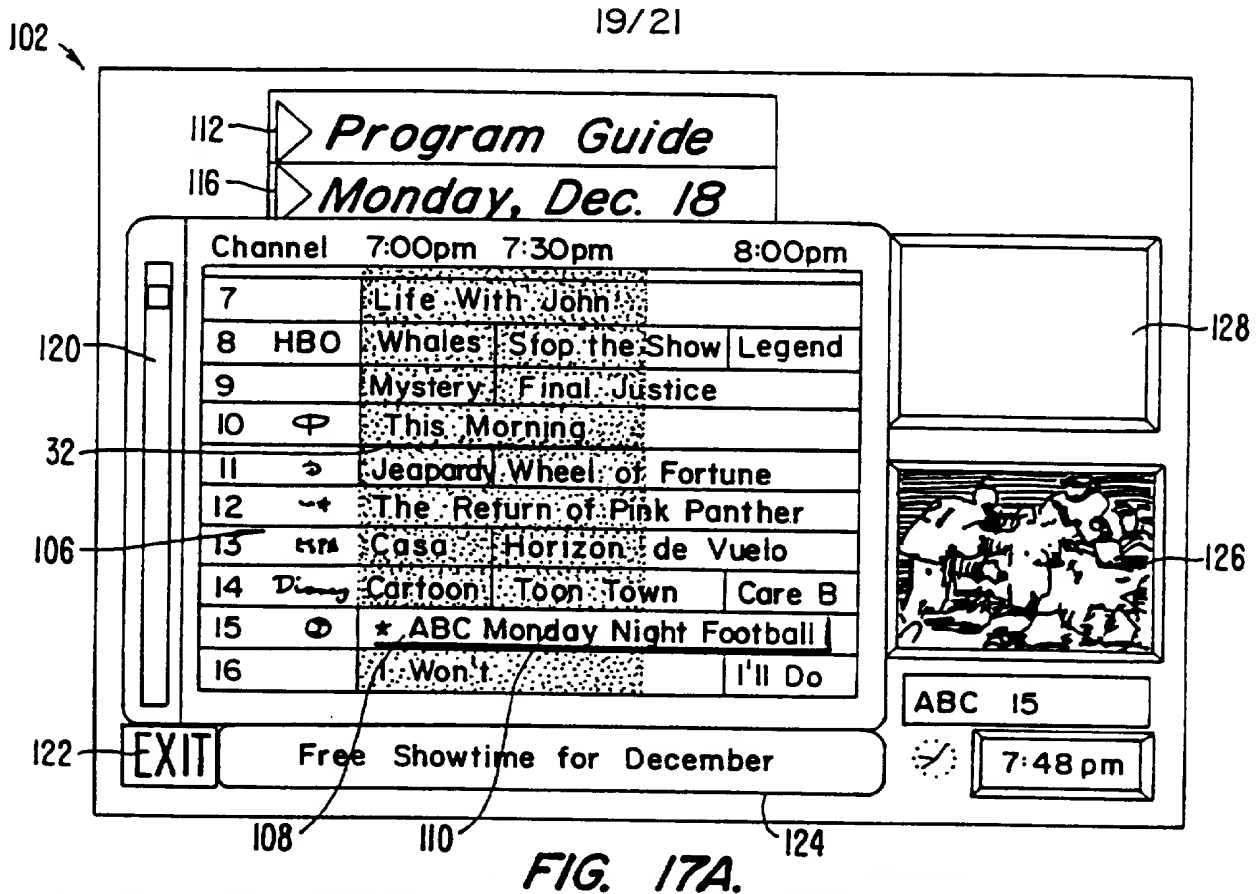 19/21
102
112 Program Guide
116 Monday, Dec. 18
Channel 7:00pm 7:30pm 8:00pm
7 Life With John
8 HBO Whales Stop the Show Legend
120
128
9 Mystery Final Justice
10 This Morning
32
11 Jeapardy Wheel of Fortune
12 The Return of Pink Panther
106
13 Casa Horizon de Vuelo
126
14 Disney Cartoon Toon Town Care B
15 * ABC Monday Night Football
16 I Won't I'll Do
ABC 15
122 EXIT Free Showtime for December
7:48 pm
108 110 124
FIG. 17A.